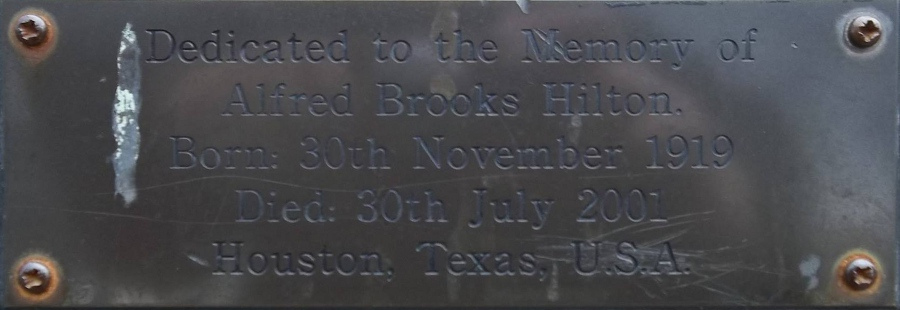 Dedicated to the Memory of
Alfred Brooks Hilton.
Born: 30th November 1919
Died: 30th July 2001
Houston, Texas, U.S.A.